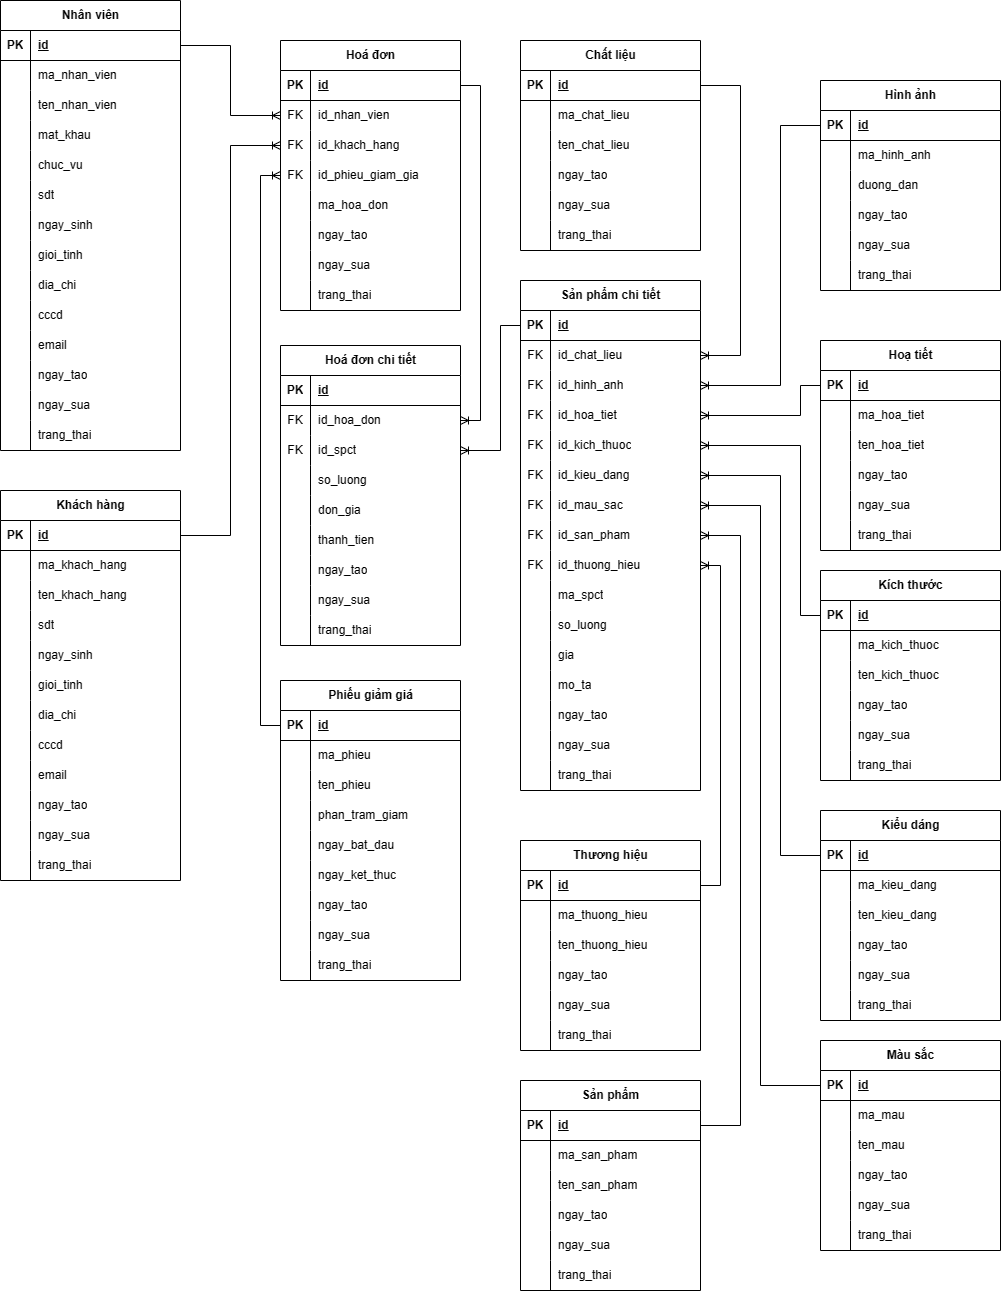 Nhân viên
PK id
ma_nhan_vien
ten_nhan_vien
mat_khau
chuc_vu
sdt
ngay_sinh
gioi_tinh
dia_chi
cccd
email
ngay_tao
ngay_sua
trang_thai
Khách hàng
PK id
ma_khach_hang
ten_khach_hang
sdt
ngay_sinh
gioi_tinh
dia_chi
cccd
email
ngay_tao
ngay_sua
trang_thai
Hoá đơn
PK id
FK id_nhan_vien
FK id_khach_hang
FK id_phieu_giam_gia
ma_hoa_don
ngay_tao
ngay_sua
trang_thai
Hoá đơn chi tiết
PK id
FK id_hoa_don
FK id_spct
so_luong
don_gia
thanh_tien
ngay_tao
ngay_sua
trang_thai
Phiếu giảm giá
PK id
ma_phieu
ten_phieu
phan_tram_giam
ngay_bat_dau
ngay_ket_thuc
ngay_tao
ngay_sua
trang_thai
Chất liệu
PK id
ma_chat_lieu
ten_chat_lieu
ngay_tao
ngay_sua
trang_thai
Sản phẩm chi tiết
PK id
FK id_chat_lieu
FK id_hinh_anh
FK id_hoa_tiet
FK id_kich_thuoc
FK id_kieu_dang
FK id_mau_sac
FK id_san_pham
FK id_thuong_hieu
ma_spct
so_luong
gia
mo_ta
ngay_tao
ngay_sua
trang_thai
Thương hiệu
PK id
ma_thuong_hieu
ten_thuong_hieu
ngay_tao
ngay_sua
trang_thai
Sản phẩm
PK id
ma_san_pham
ten_san_pham
ngay_tao
ngay_sua
trang_thai
Hình ảnh
PK id
ma_hinh_anh
duong_dan
ngay_tao
ngay_sua
trang_thai
Hoạ tiết
PK id
ma_hoa_tiet
ten_hoa_tiet
ngay_tao
ngay_sua
trang_thai
Kích thước
PK id
ma_kich_thuoc
ten_kich_thuoc
ngay_tao
ngay_sua
trang_thai
Kiểu dáng
PK id
ma_kieu_dang
ten_kieu_dang
ngay_tao
ngay_sua
trang_thai
Màu sắc
PK id
ma_mau
ten_mau
ngay_tao
ngay_sua
trang_thai